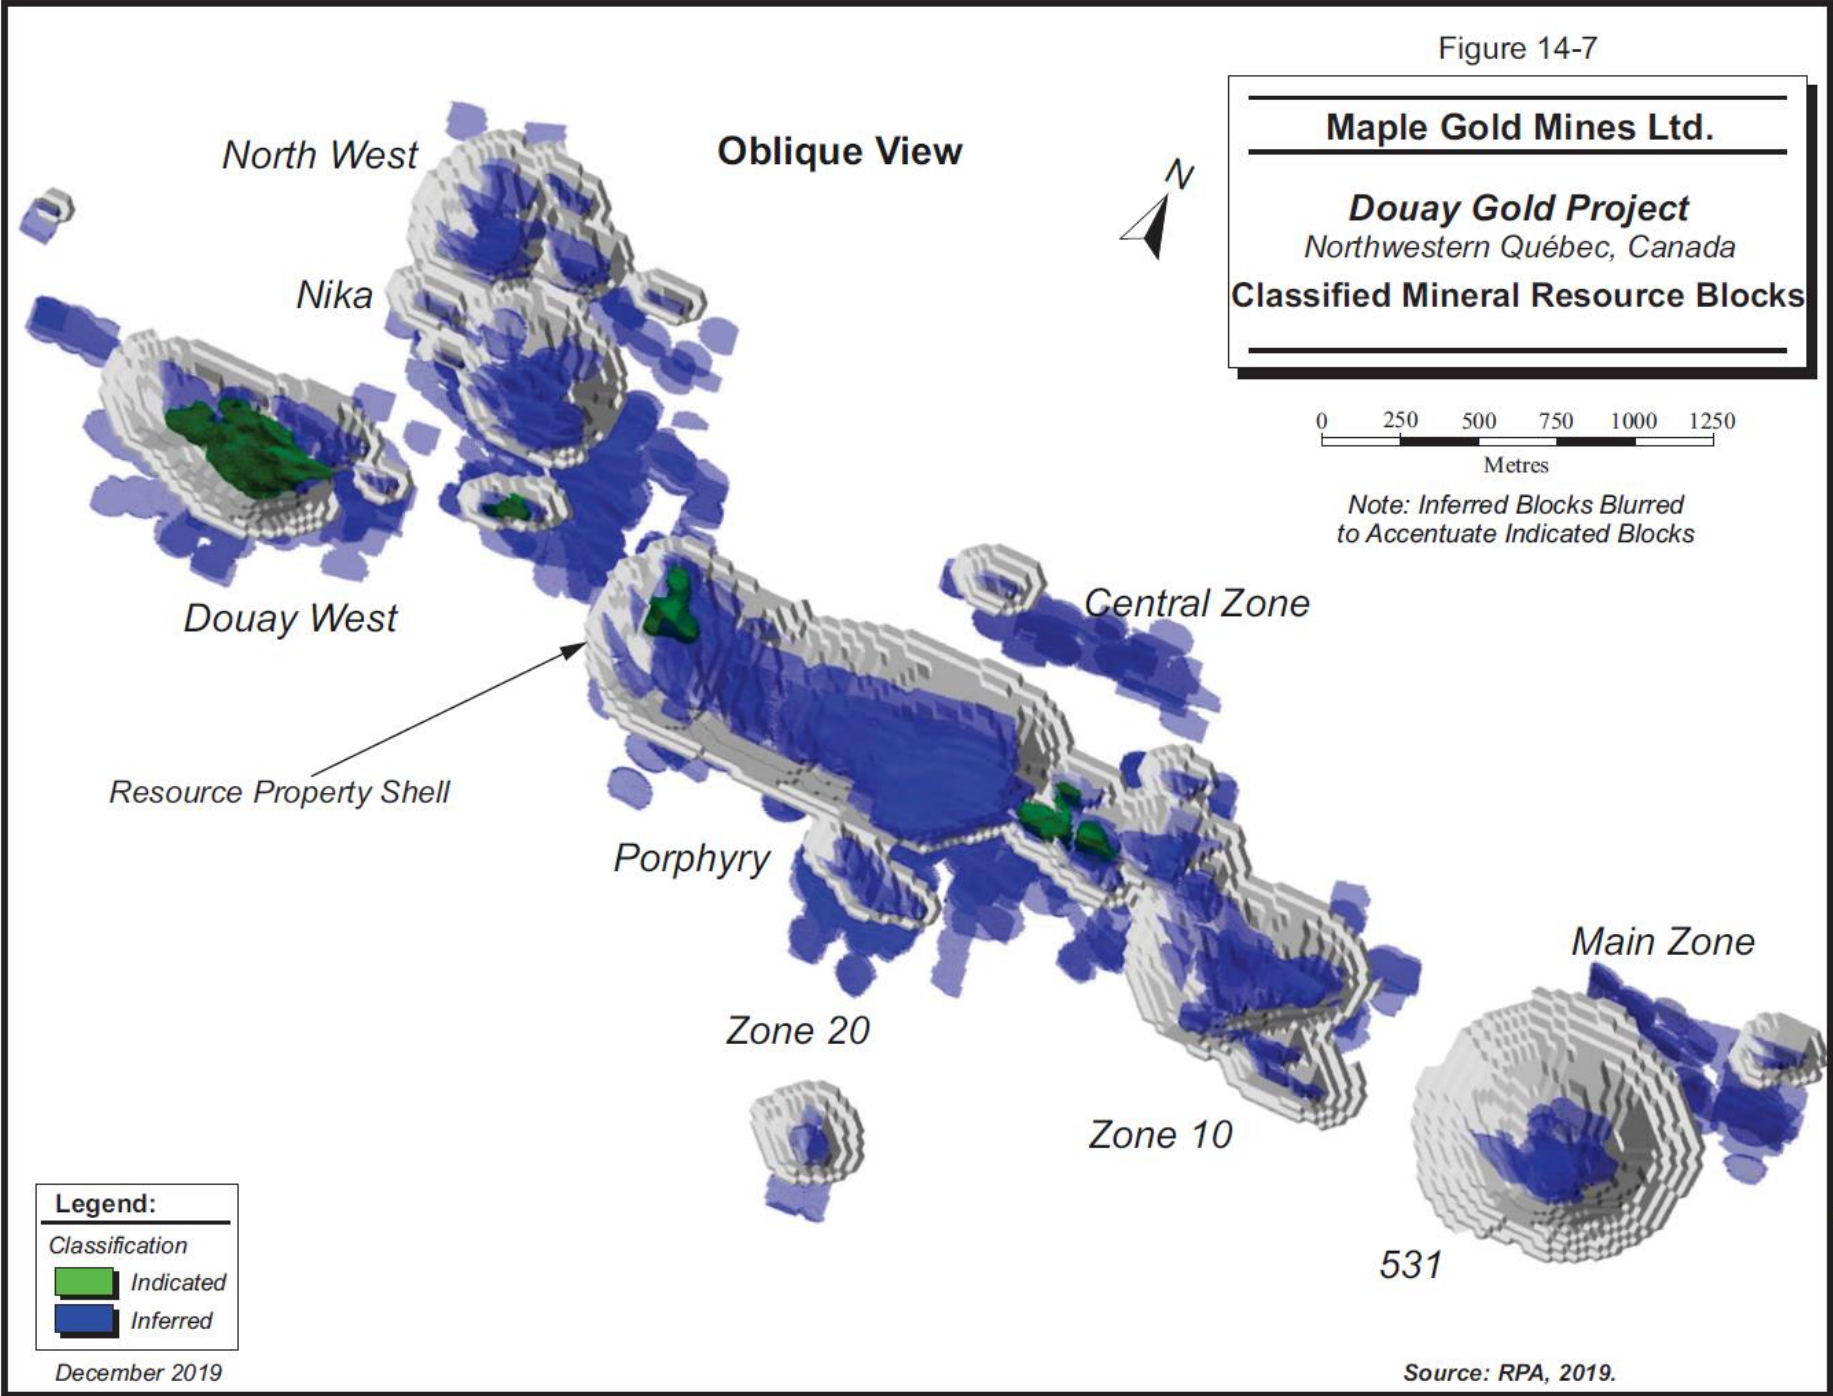 Figure 14-7
Maple Gold Mines Ltd.
Douay Gold Project
Northwestern Québec, Canada
Classified Mineral Resource Blocks
Oblique View
N
North West
Nika
0 250 500 750 1000 1250
Metres
Note: Inferred Blocks Blurred
to Accentuate Indicated Blocks
Douay West
Central Zone
Resource Property Shell
Porphyry
Main Zone
Zone 20
Zone 10
531
Legend:
Classification
Indicated
Inferred
December 2019
Source: RPA, 2019.